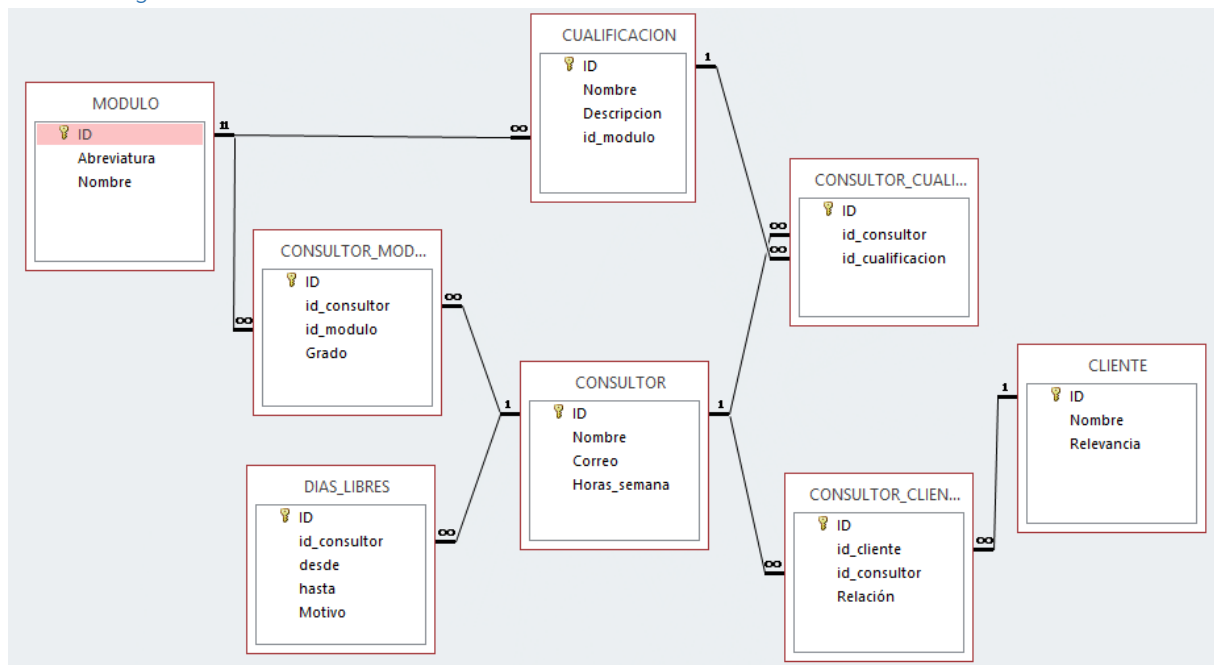 MODULO
ID
Abreviatura
Nombre
CUALIFICACION
ID
Nombre
Descripcion
id_modulo
CONSULTOR_CUALI...
ID
id_consultor
id_cualificacion
CONSULTOR_MOD...
ID
id_consultor
id_modulo
Grado
CONSULTOR
ID
Nombre
Correo
Horas_semana
CLIENTE
ID
Nombre
Relevancia
DIAS_LIBRES
ID
id_consultor
desde
hasta
Motivo
CONSULTOR_CLIEN...
ID
id_cliente
id_consultor
Relación
1
∞
∞
1
∞
∞
∞
∞
1
1
∞
∞
1